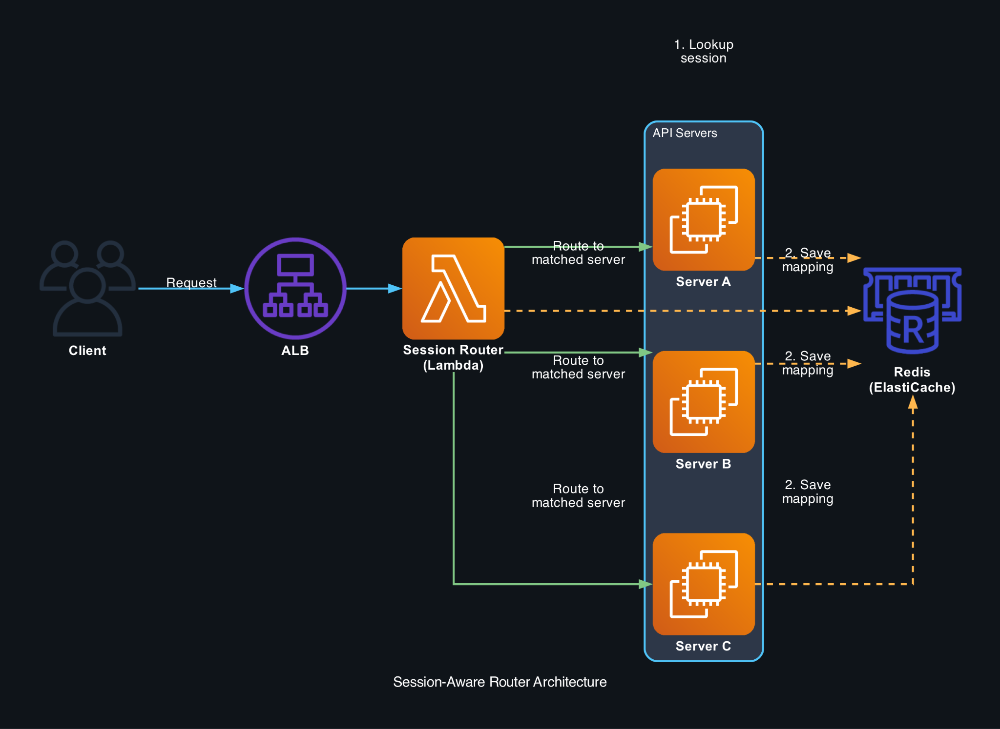 1. Lookup
session
API Servers
Request
Client
ALB
Session Router
(Lambda)
Route to
matched server
Route to
matched server
Route to
matched server
Server A
Server B
Server C
2. Save
mapping
2. Save
mapping
2. Save
mapping
Redis
(ElastiCache)
R
Session-Aware Router Architecture